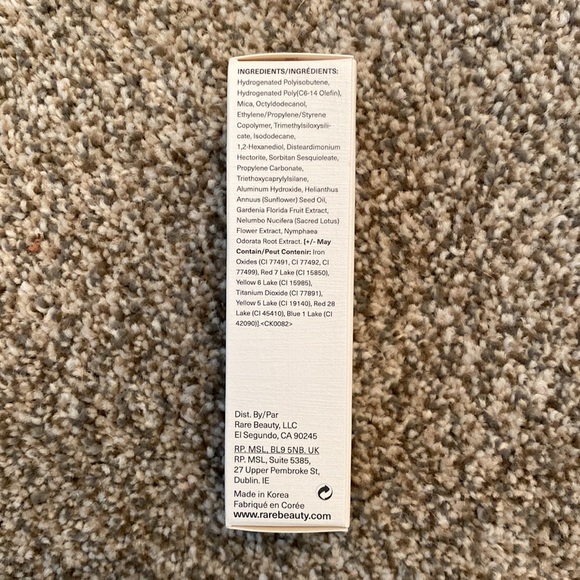 INGREDIENTS/INGRÉDIENTS:
Hydrogenated Polyisobutene,
Hydrogenated Poly(C6-14 Olefin),
Mica, Octyldodecanol,
Ethylene/Propylene/Styrene
Copolymer, Trimethylsiloxysili-
cate, Isododecane,
1,2-Hexanediol, Disteardimonium
Hectorite, Sorbitan Sesquioleate,
Propylene Carbonate,
Triethoxycaprylylsilane,
Aluminum Hydroxide, Helianthus
Annuus (Sunflower) Seed Oil,
Gardenia Florida Fruit Extract,
Nelumbo Nucifera (Sacred Lotus)
Flower Extract, Nymphaea
Odorata Root Extract. [+/- May
Contain/Peut Contenir: Iron
Oxides (CI 77491, CI 77492, CI
77499), Red 7 Lake (CI 15850),
Yellow 6 Lake (CI 15985),
Titanium Dioxide (CI 77891),
Yellow 5 Lake (CI 19140), Red 28
Lake (CI 45410), Blue 1 Lake (CI
42090)].<CK0082>
Dist. By/Par
Rare Beauty, LLC
El Segundo, CA 90245
RP. MSL, BL9 5NB, UK
RP. MSL, Suite 5385,
27 Upper Pembroke St,
Dublin. IE
Made in Korea
Fabriqué en Corée
www.rarebeauty.com